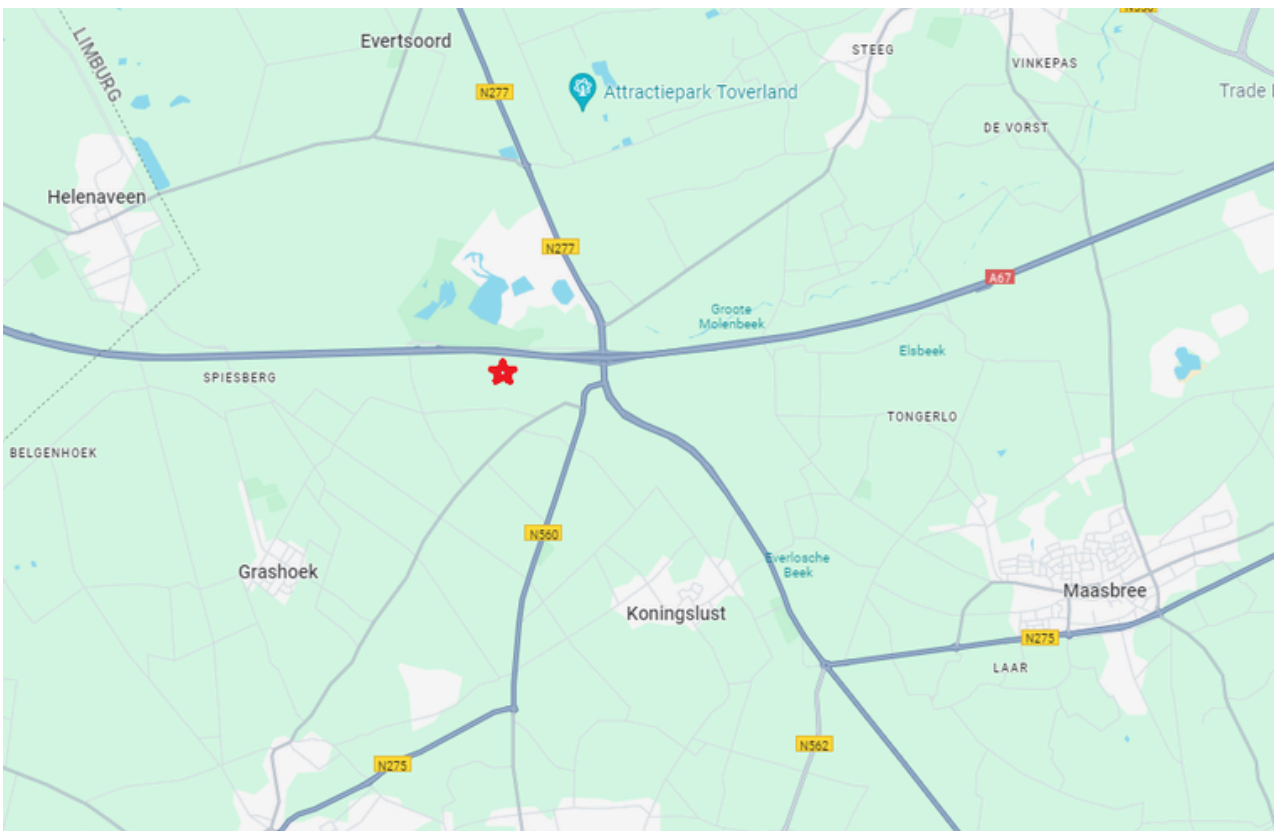 N556
LIMBURG
Evertsoord
STEEG
VINKEPAS
N277
Attractiepark Toverland
Trade
DE VORST
Helenaveen
N277
A67
Groote
Molenbeek
Elsbeek
SPIESBERG
TONGERLO
BELGENHOEK
N560
Everlosche
Beek
Grashoek
Maasbree
Koningslust
N275
LAAR
N562
N275